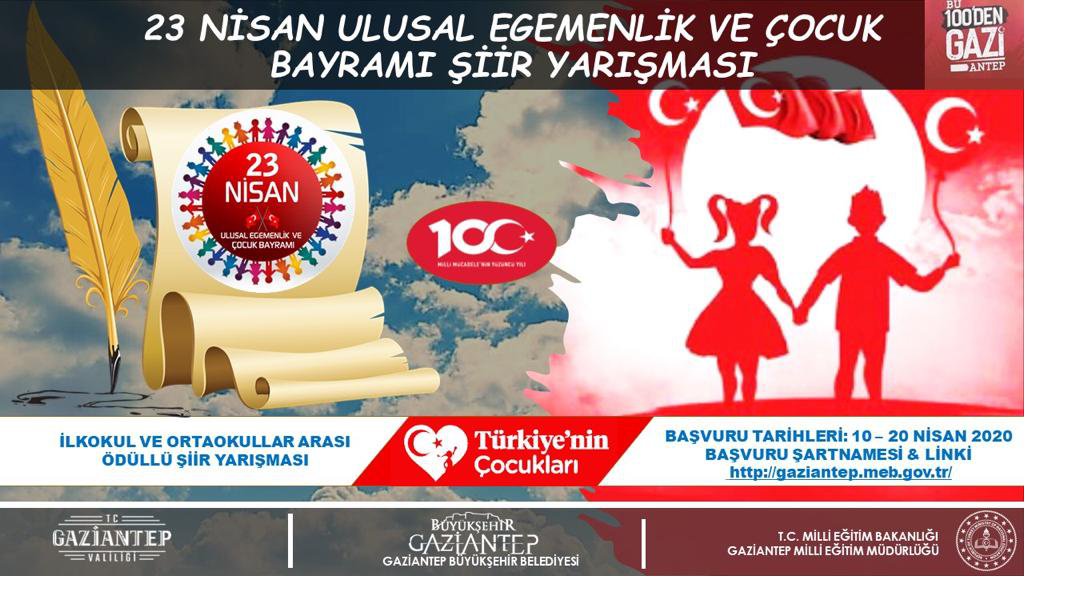 23 NİSAN ULUSAL EGEMENLİK VE ÇOCUK
BAYRAMI ŞİİR YARIŞMASI
BU
100'DEN
GAZİ
ANTEP
23
NİSAN
ULUSAL EGEMENLİK VE
ÇOCUK BAYRAMI
100
MİLLİ MÜCADELE'NİN YÜZÜNCÜ YILI
İLKOKUL VE ORTAOKULLAR ARASI
ÖDÜLLÜ ŞİİR YARIŞMASI
Türkiye'nin
Çocukları
BAŞVURU TARİHLERİ: 10 – 20 NİSAN 2020
BAŞVURU ŞARTNAMESİ & LİNKİ
http://gaziantep.meb.gov.tr/
TC
GAZİANTEP
VALİLİĞİ
BÜYÜKŞEHİR
GAZİANTEP
GAZİANTEP BÜYÜKŞEHİR BELEDİYESİ
T.C. MİLLİ EĞİTİM BAKANLIĞI
GAZİANTEP MİLLİ EĞİTİM MÜDÜRLÜĞÜ